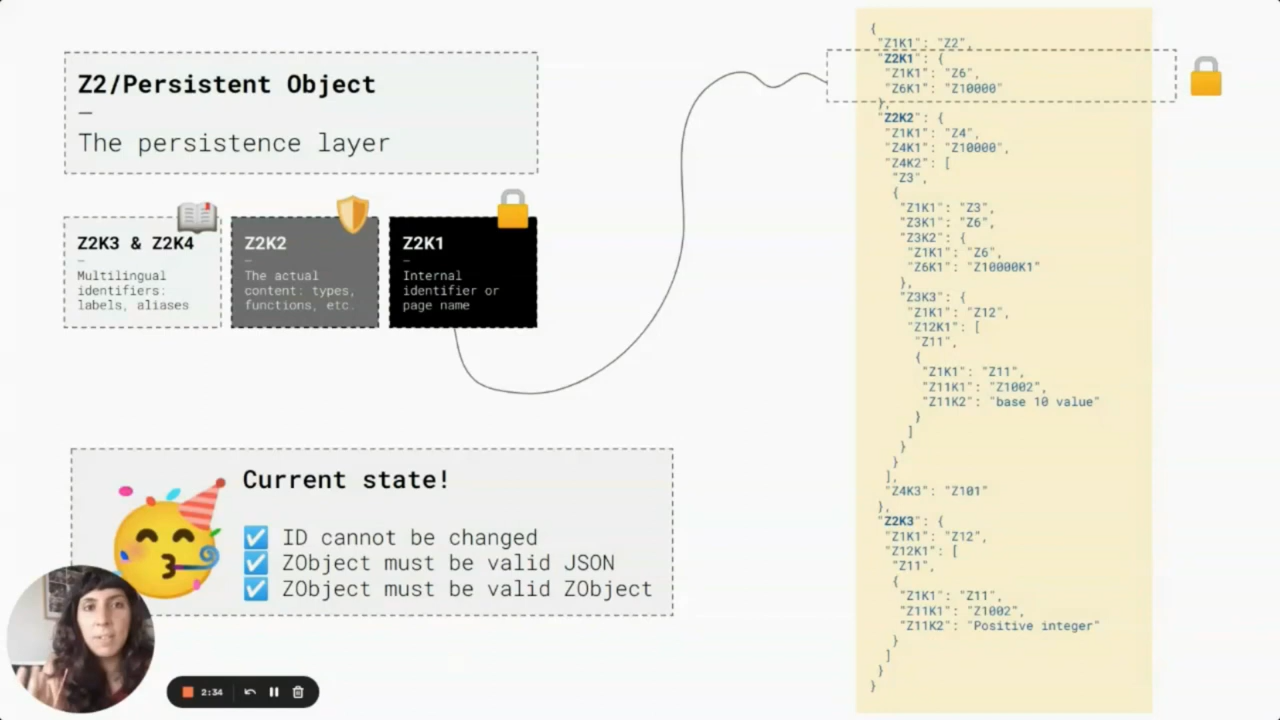 Z2/Persistent Object
—
The persistence layer
Z2K3 & Z2K4
—
Multilingual
identifiers:
labels, aliases
Z2K2
—
The actual
content: types,
functions, etc.
Z2K1
—
Internal
identifier or
page name
Current state!
ID cannot be changed
ZObject must be valid JSON
ZObject must be valid ZObject
2:34
{
"Z1K1": "Z2",
"Z2K1": {
"Z1K1": "Z6",
"Z6K1": "Z10000"
},
"Z2K2": {
"Z1K1": "Z4",
"Z4K1": "Z10000",
"Z4K2": [
"Z3",
{
"Z1K1": "Z3",
"Z3K1": "Z6",
"Z3K2": {
"Z1K1": "Z6",
"Z6K1": "Z10000K1"
},
"Z3K3": {
"Z1K1": "Z12",
"Z12K1": [
"Z11",
{
"Z1K1": "Z11",
"Z11K1": "Z1002",
"Z11K2": "base 10 value"
}
]
}
}
],
"Z4K3": "Z101"
},
"Z2K3": {
"Z1K1": "Z12",
"Z12K1": [
"Z11",
{
"Z1K1": "Z11",
"Z11K1": "Z1002",
"Z11K2": "Positive integer"
}
]
}
}